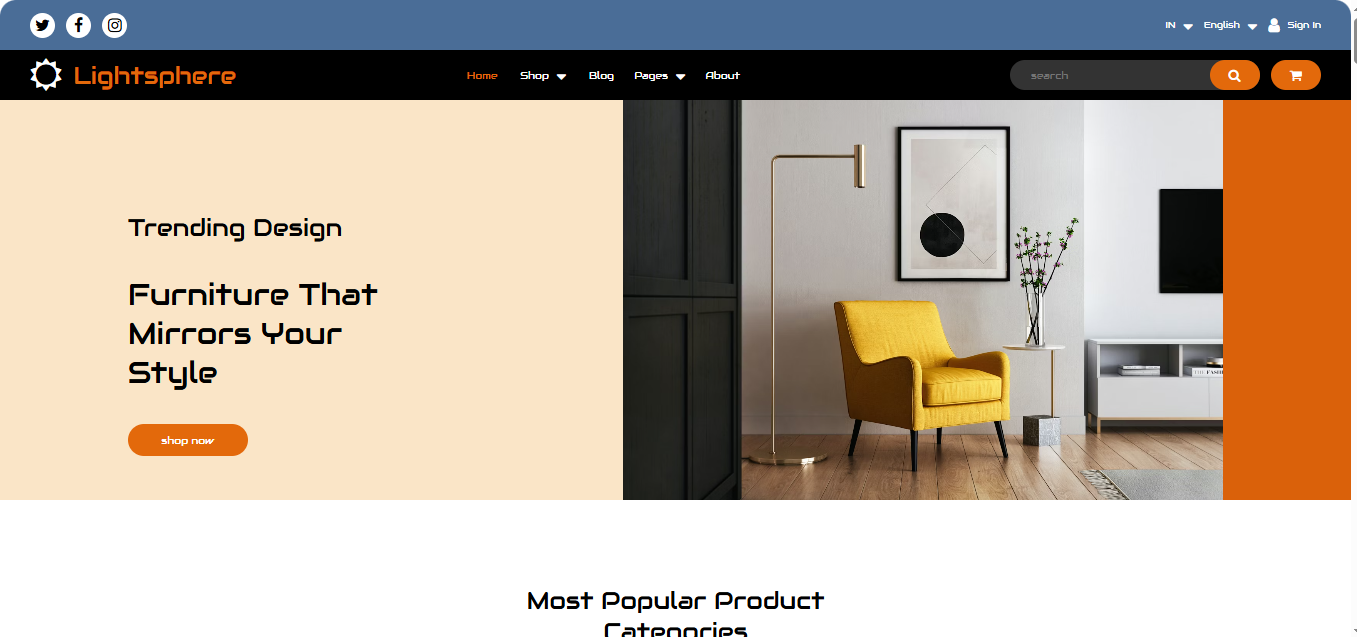 IN English Sign In
Lightsphere Home Shop Blog Pages About search
Trending Design
Furniture That
Mirrors Your
Style
shop now
Most Popular Product
Categories